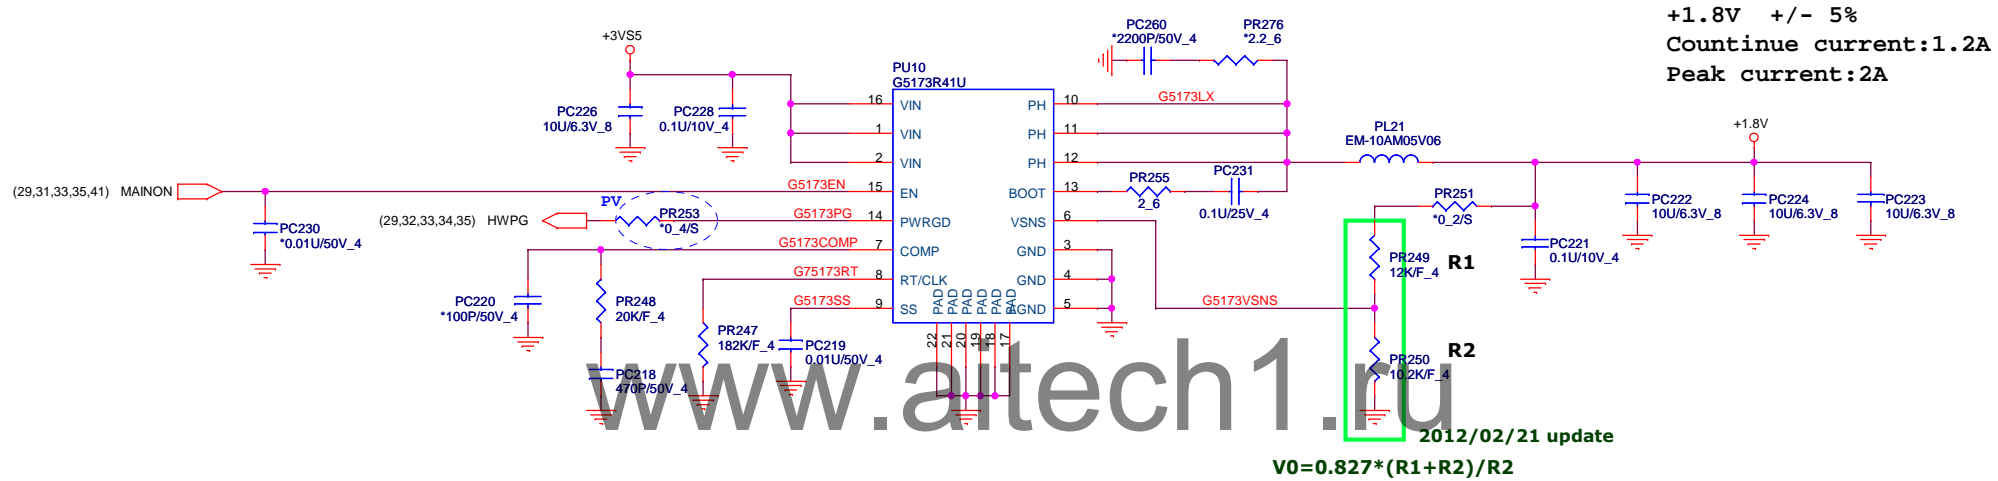 +1.8V +/- 5%
Countinue current:1.2A
Peak current:2A
+3VS5
PC226
10U/6.3V_8
PC228
0.1U/10V_4
PU10
G5173R41U
PC260
*2200P/50V_4
PR276
*2.2_6
16 VIN
1 VIN
2 VIN
15 EN
14 PWRGD
7 COMP
8 RT/CLK
9 SS
PH 10
PH 11
PH 12
BOOT 13
VSNS 6
GND 3
GND 4
AGND 5
PAD PAD PAD PAD PAD PAD
22 21 20 19 18 17
G5173LX
PL21
EM-10AM05V06
+1.8V
(29,31,33,35,41) MAINON
G5173EN
PC230
*0.01U/50V_4
(29,32,33,34,35) HWPG
PV
PR253
*0_4/S
G5173PG
G5173COMP
G75173RT
G5173SS
PC220
*100P/50V_4
PR248
20K/F_4
PC218
470P/50V_4
PR247
182K/F_4
PC219
0.01U/50V_4
PR255
2_6
PC231
0.1U/25V_4
PR251
*0_2/S
PC221
0.1U/10V_4
PC222
10U/6.3V_8
PC224
10U/6.3V_8
PC223
10U/6.3V_8
PR249
12K/F_4
R1
G5173VSNS
PR250
10.2K/F_4
R2
www.aitech1.ru
2012/02/21 update
V0=0.827*(R1+R2)/R2